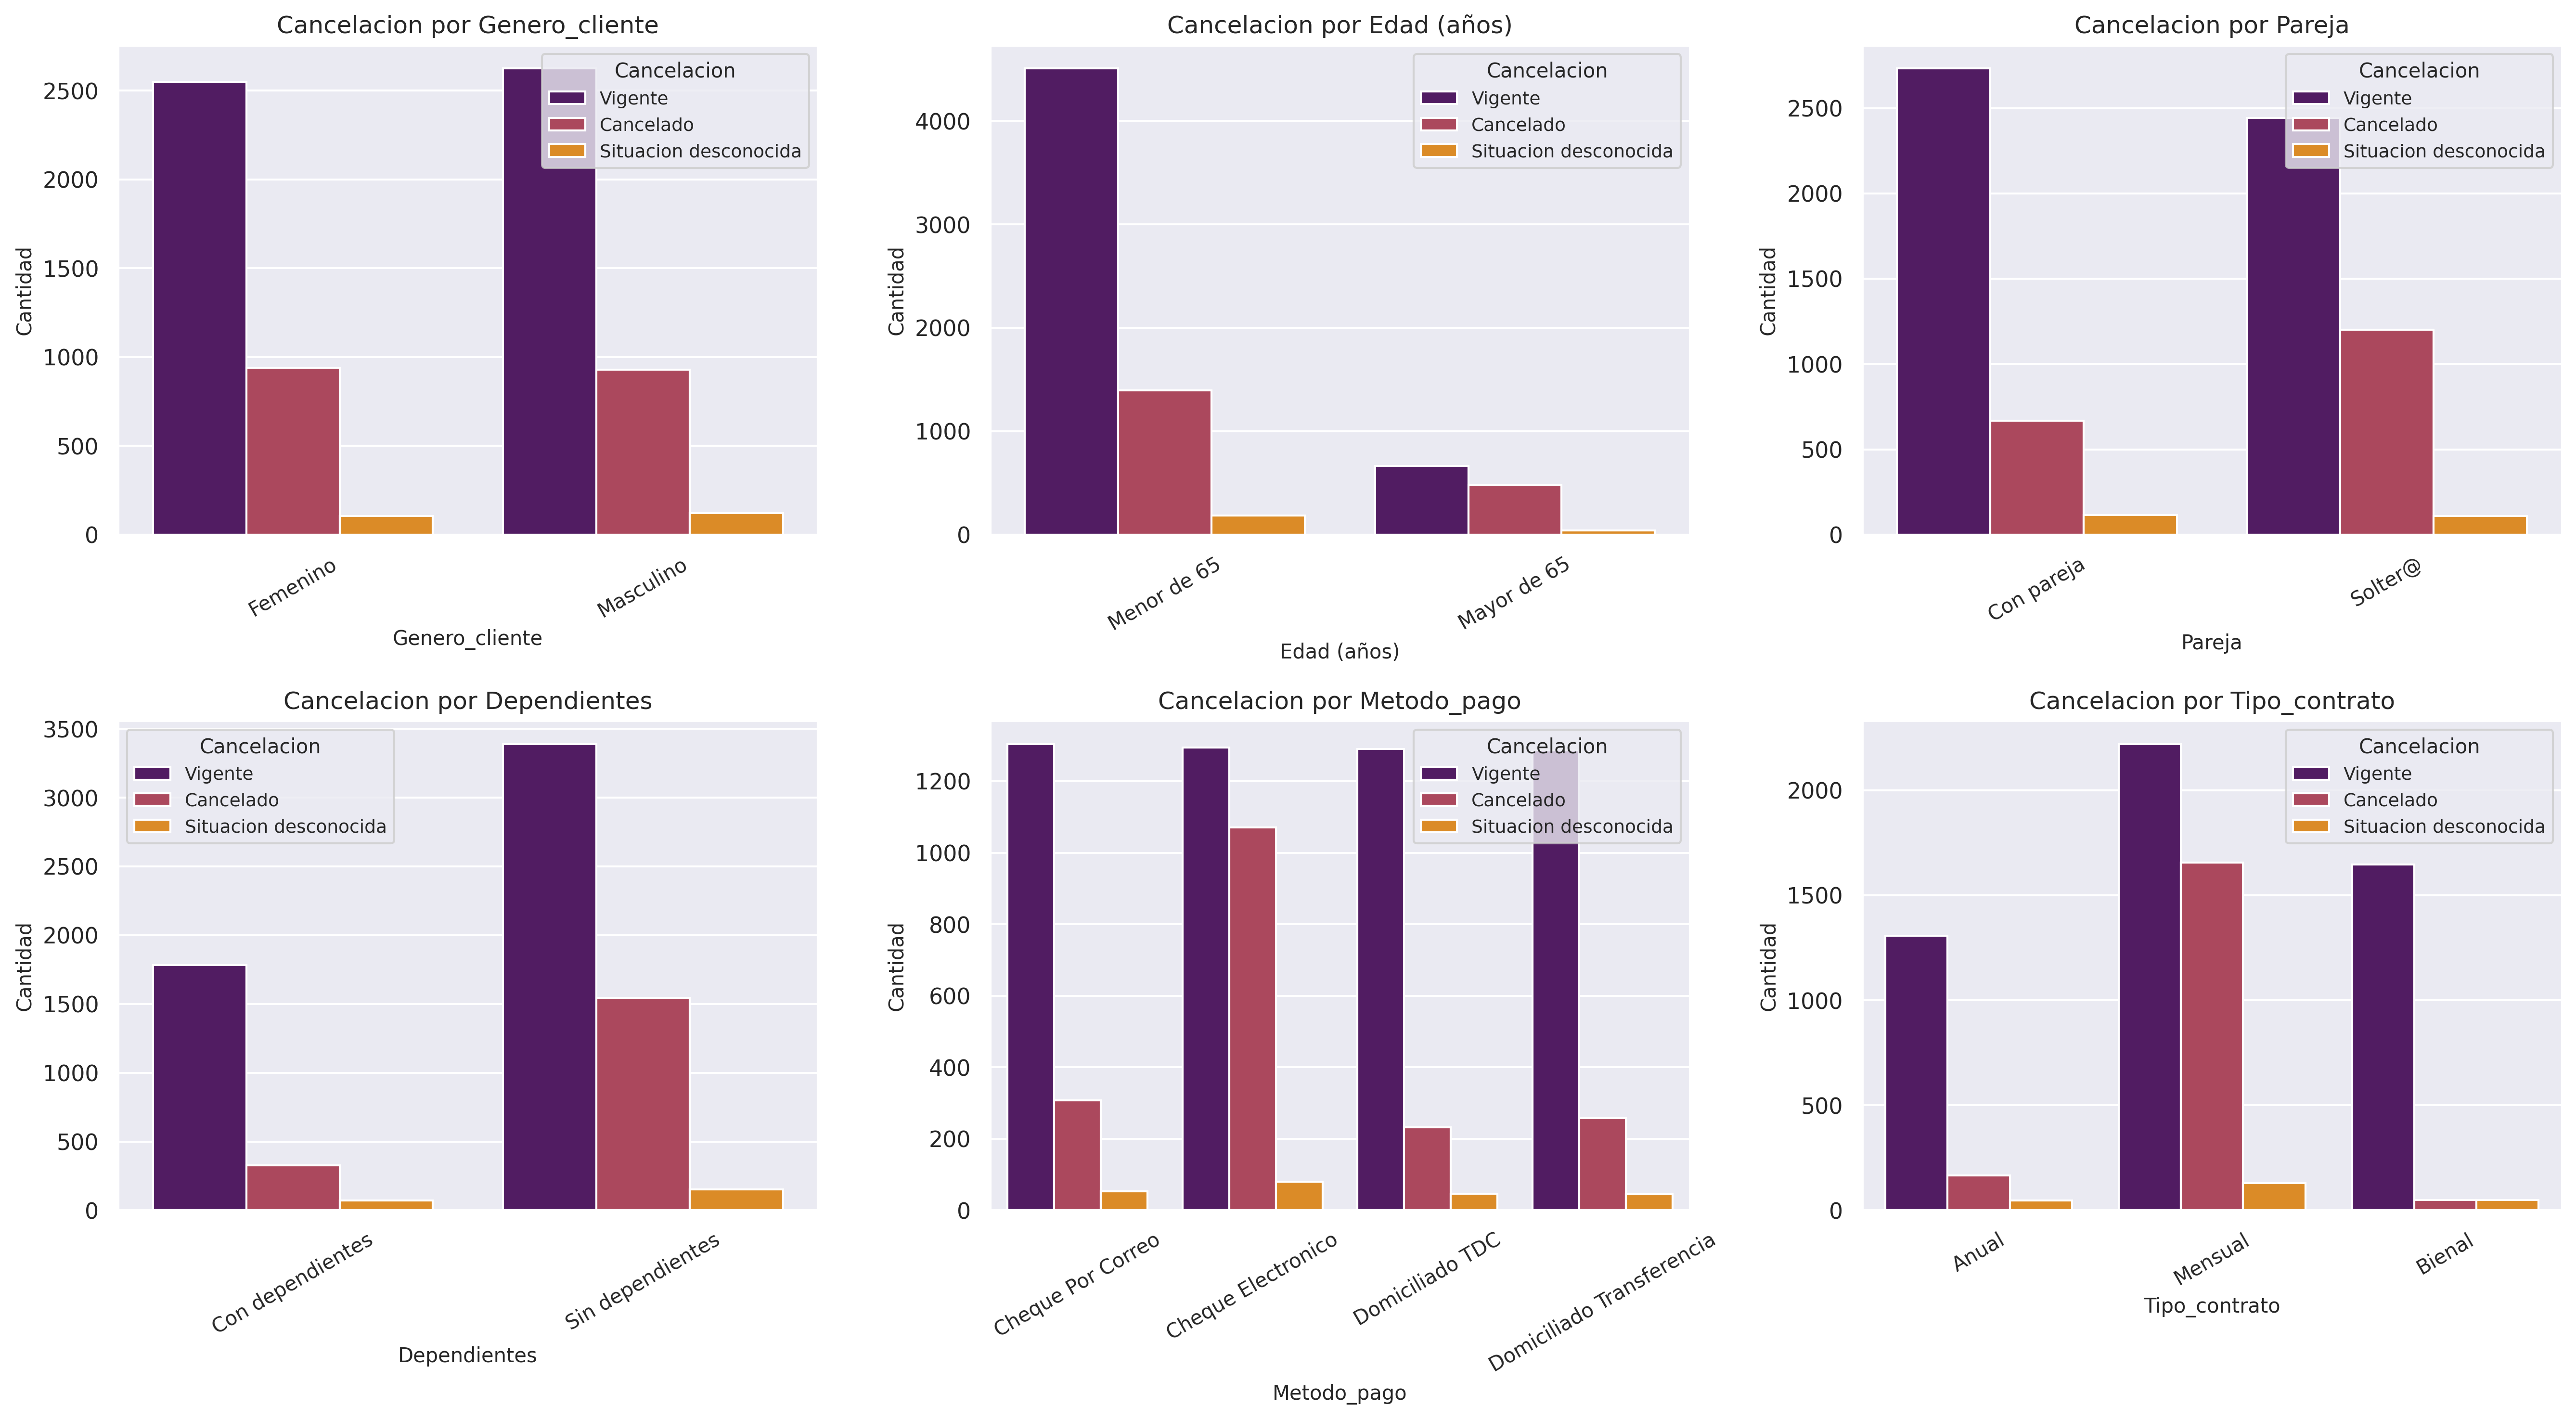 Cancelacion por Genero_cliente
Cantidad
2500
2000
1500
1000
500
0
Cancelacion
Vigente
Cancelado
Situacion desconocida
Femenino
Masculino
Genero_cliente
Cancelacion por Edad (años)
Cantidad
4000
3000
2000
1000
0
Cancelacion
Vigente
Cancelado
Situacion desconocida
Menor de 65
Mayor de 65
Edad (años)
Cancelacion por Pareja
Cantidad
2500
2000
1500
1000
500
0
Cancelacion
Vigente
Cancelado
Situacion desconocida
Con pareja
Solter@
Pareja
Cancelacion por Dependientes
Cantidad
3500
3000
2500
2000
1500
1000
500
0
Cancelacion
Vigente
Cancelado
Situacion desconocida
Con dependientes
Sin dependientes
Dependientes
Cancelacion por Metodo_pago
Cantidad
1200
1000
800
600
400
200
0
Cancelacion
Vigente
Cancelado
Situacion desconocida
Cheque Por Correo
Cheque Electronico
Domiciliado TDC
Domiciliado Transferencia
Metodo_pago
Cancelacion por Tipo_contrato
Cantidad
2000
1500
1000
500
0
Cancelacion
Vigente
Cancelado
Situacion desconocida
Anual
Mensual
Bienal
Tipo_contrato